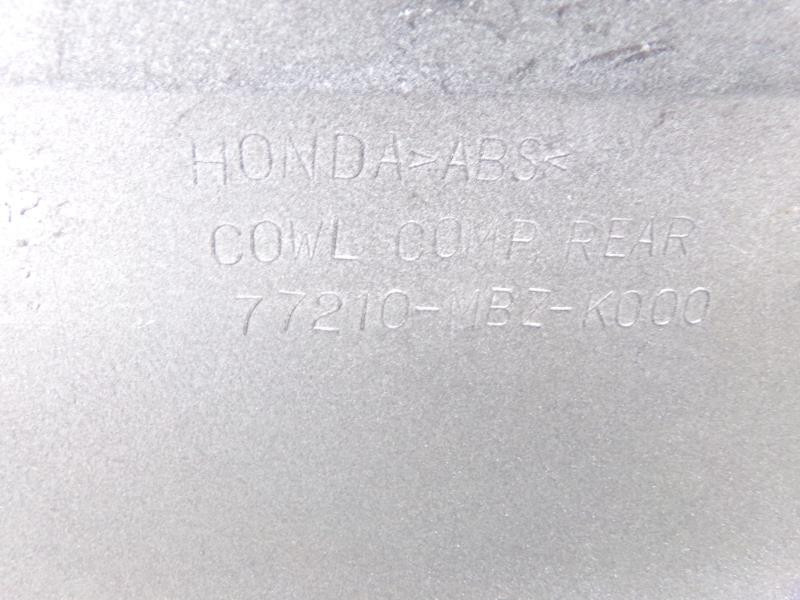 HONDA>ABS<
COWL COMP. REAR
77210-MBZ-K000